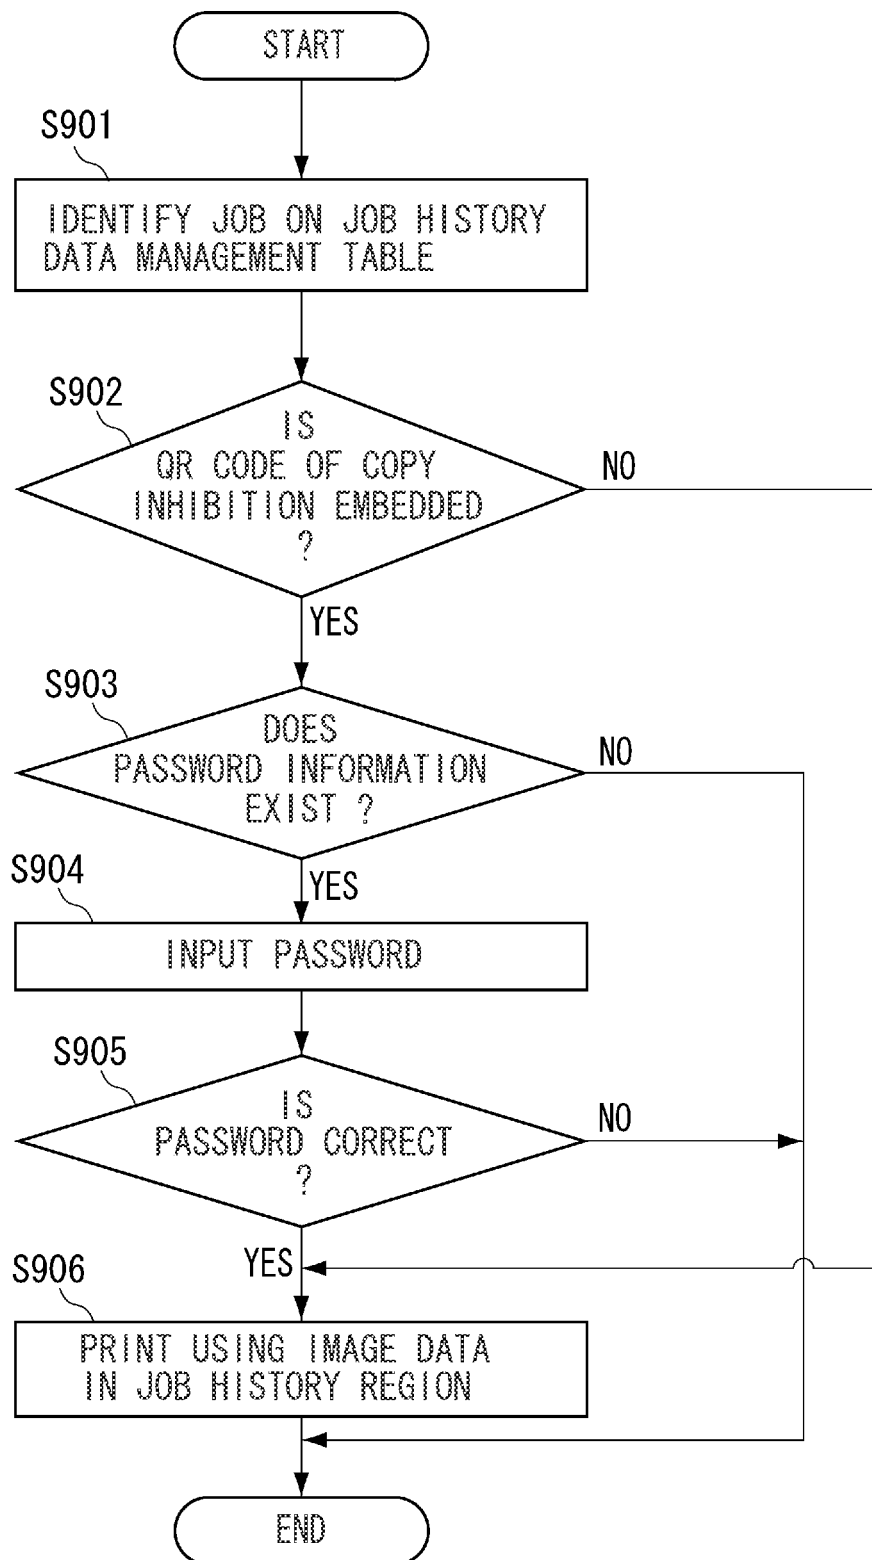 START
S901
IDENTIFY JOB ON JOB HISTORY
DATA MANAGEMENT TABLE
S902
IS
QR CODE OF COPY
INHIBITION EMBEDDED
?
NO
YES
S903
DOES
PASSWORD INFORMATION
EXIST ?
NO
YES
S904
INPUT PASSWORD
S905
IS
PASSWORD CORRECT
?
NO
YES
S906
PRINT USING IMAGE DATA
IN JOB HISTORY REGION
END